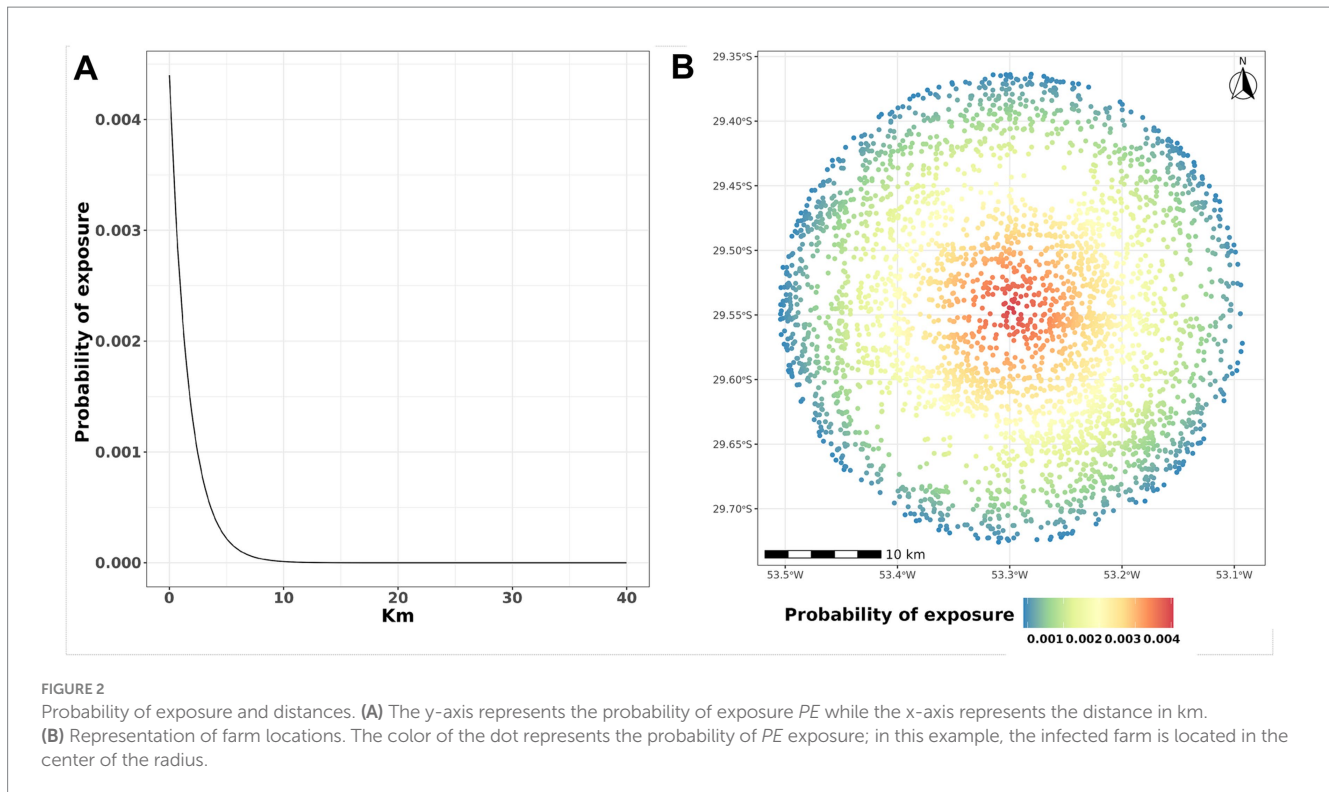 A
0.004
0.003
0.002
0.001
0.000
Probability of exposure
0
10
20
30
40
Km
B
N
29.35°S
29.40°S
29.45°S
29.50°S
29.55°S
29.60°S
29.65°S
29.70°S
10 km
53.5°W
53.4°W
53.3°W
53.2°W
53.1°W
Probability of exposure
0.001 0.002 0.003 0.004
FIGURE 2
Probability of exposure and distances. (A) The y-axis represents the probability of exposure PE while the x-axis represents the distance in km.
(B) Representation of farm locations. The color of the dot represents the probability of PE exposure; in this example, the infected farm is located in the
center of the radius.